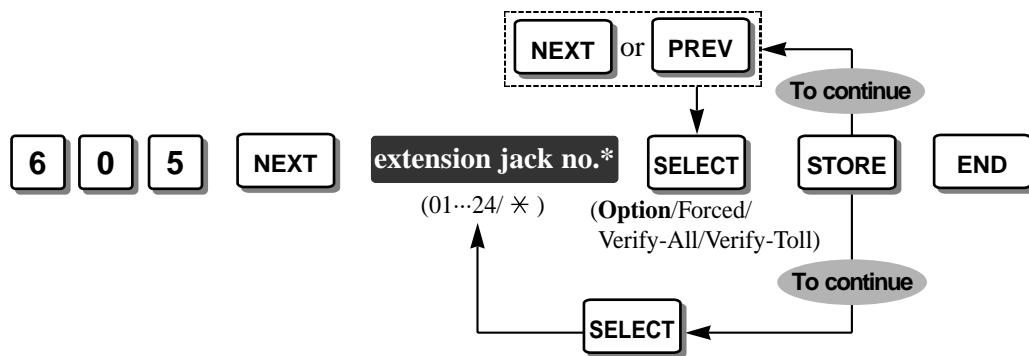 NEXT or PREV
To continue
6 0 5 NEXT extension jack no.* SELECT STORE END
(01···24/ ✳ )
(Option/Forced/
Verify-All/Verify-Toll)
To continue
SELECT